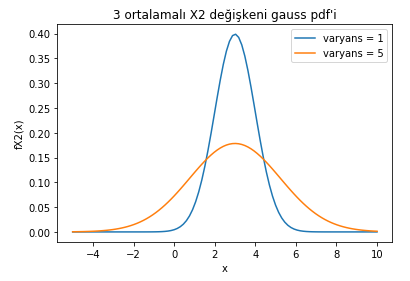 3 ortalamalı X2 değişkeni gauss pdf'i
varyans = 1
varyans = 5
fX2(x)
0.40
0.35
0.30
0.25
0.20
0.15
0.10
0.05
0.00
−4 −2 0 2 4 6 8 10
x